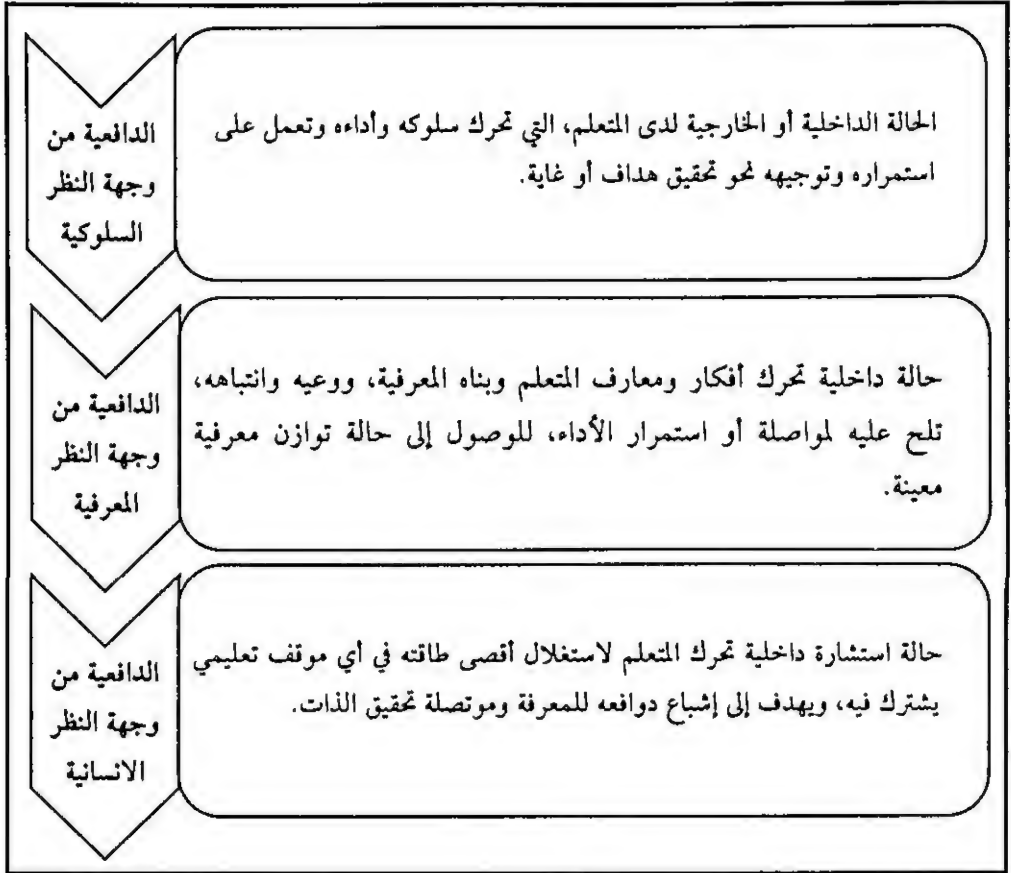 الدافعية من
وجهة النظر
السلوكية
الحالة الداخلية أو الخارجية لدى المتعلم، التي تحرك سلوكه وأداءه وتعمل على
استمراره وتوجيهه نحو تحقيق هداف أو غاية.
الدافعية من
وجهة النظر
المعرفية
حالة داخلية تحرك أفكار ومعارف المتعلم وبناه المعرفية، ووعيه وانتباهه،
تلح عليه لمواصلة أو استمرار الأداء، للوصول إلى حالة توازن معرفية
معينة.
الدافعية من
وجهة النظر
الانسانية
حالة استشارة داخلية تحرك المتعلم لاستغلال أقصى طاقته في أي موقف تعليمي
يشترك فيه، ويهدف إلى إشباع دوافعه للمعرفة وموتصلة تحقيق الذات.